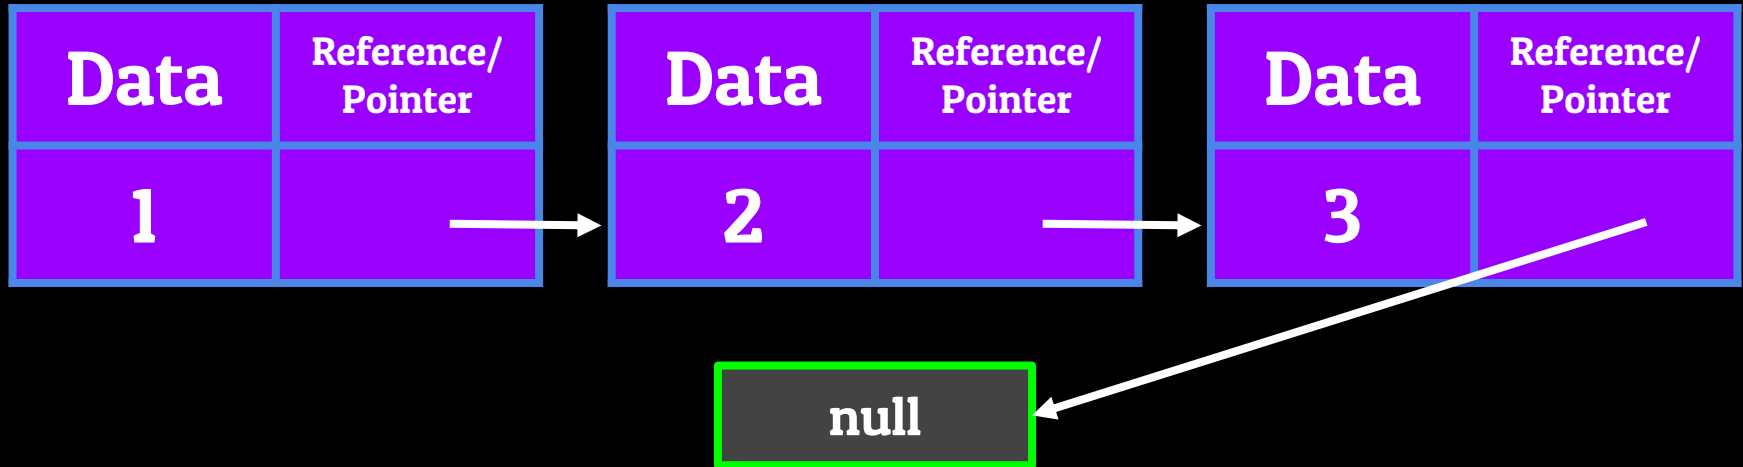 Data
Reference/
Pointer
Data
Reference/
Pointer
Data
Reference/
Pointer
1
2
3
null